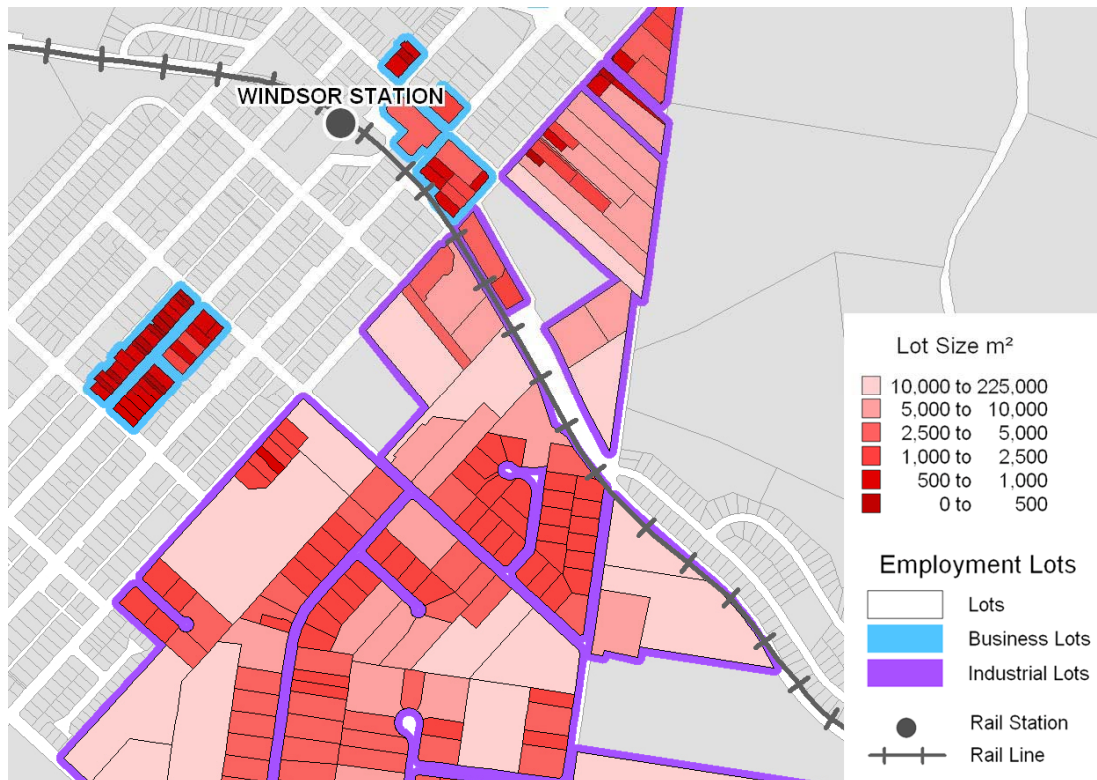 WINDSOR STATION
Lot Size m²
10,000 to 225,000
5,000 to 10,000
2,500 to 5,000
1,000 to 2,500
500 to 1,000
0 to 500
Employment Lots
Lots
Business Lots
Industrial Lots
Rail Station
Rail Line